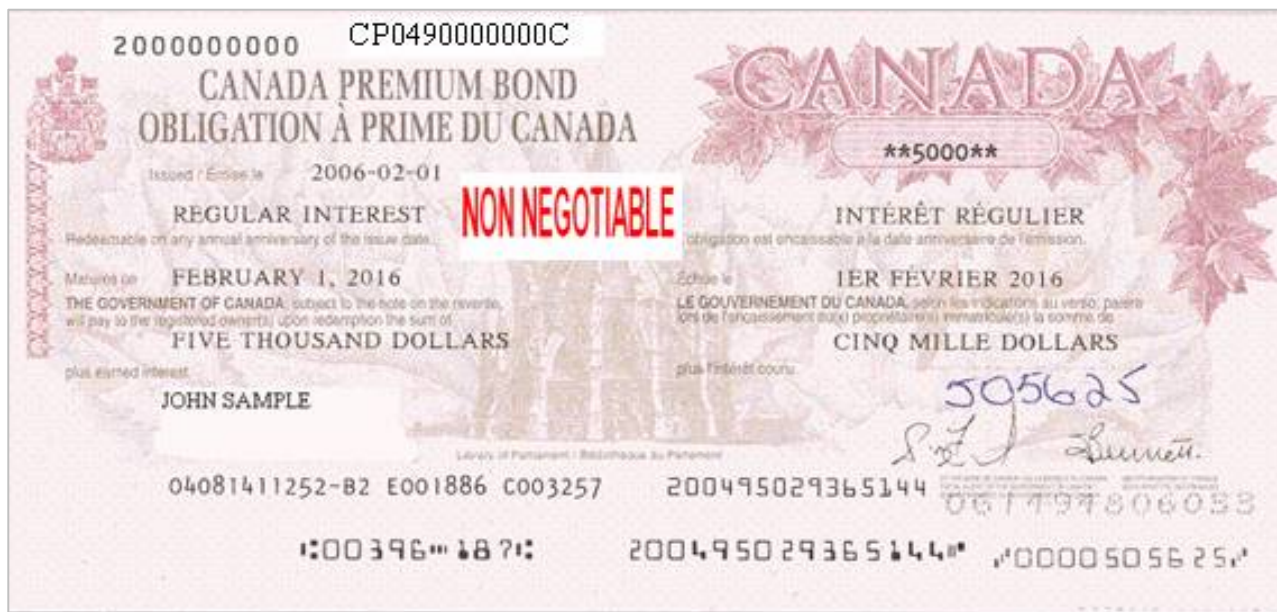 2000000000 CP0490000000C
CANADA PREMIUM BOND
OBLIGATION À PRIME DU CANADA
CANADA
**5000**
Issued / Émise le 2006-02-01
NON NEGOTIABLE
REGULAR INTEREST
Redeemable on any annual anniversary of the issue date.
INTÉRÊT RÉGULIER
obligation est encaissable à la date anniversaire de l'émission.
Matures on FEBRUARY 1, 2016
THE GOVERNMENT OF CANADA, subject to the note on the reverse,
will pay to the registered owner(s) upon redemption the sum of
FIVE THOUSAND DOLLARS
plus earned interest.
Échoie le 1ER FÉVRIER 2016
LE GOUVERNEMENT DU CANADA, selon les indications au verso, paiera
lors de l'encaissement au(x) propriétaire(s) immatriculé(s) la somme de
CINQ MILLE DOLLARS
plus l'intérêt couru.
JOHN SAMPLE
505625
Bennett.
Library of Parliament / Bibliothèque du Parlement
04081411252-B2 E001886 C003257 200495029365144
061494806033
⑆00396⑉187⑆ 200495029365144⑈ ⑇0000505625⑇